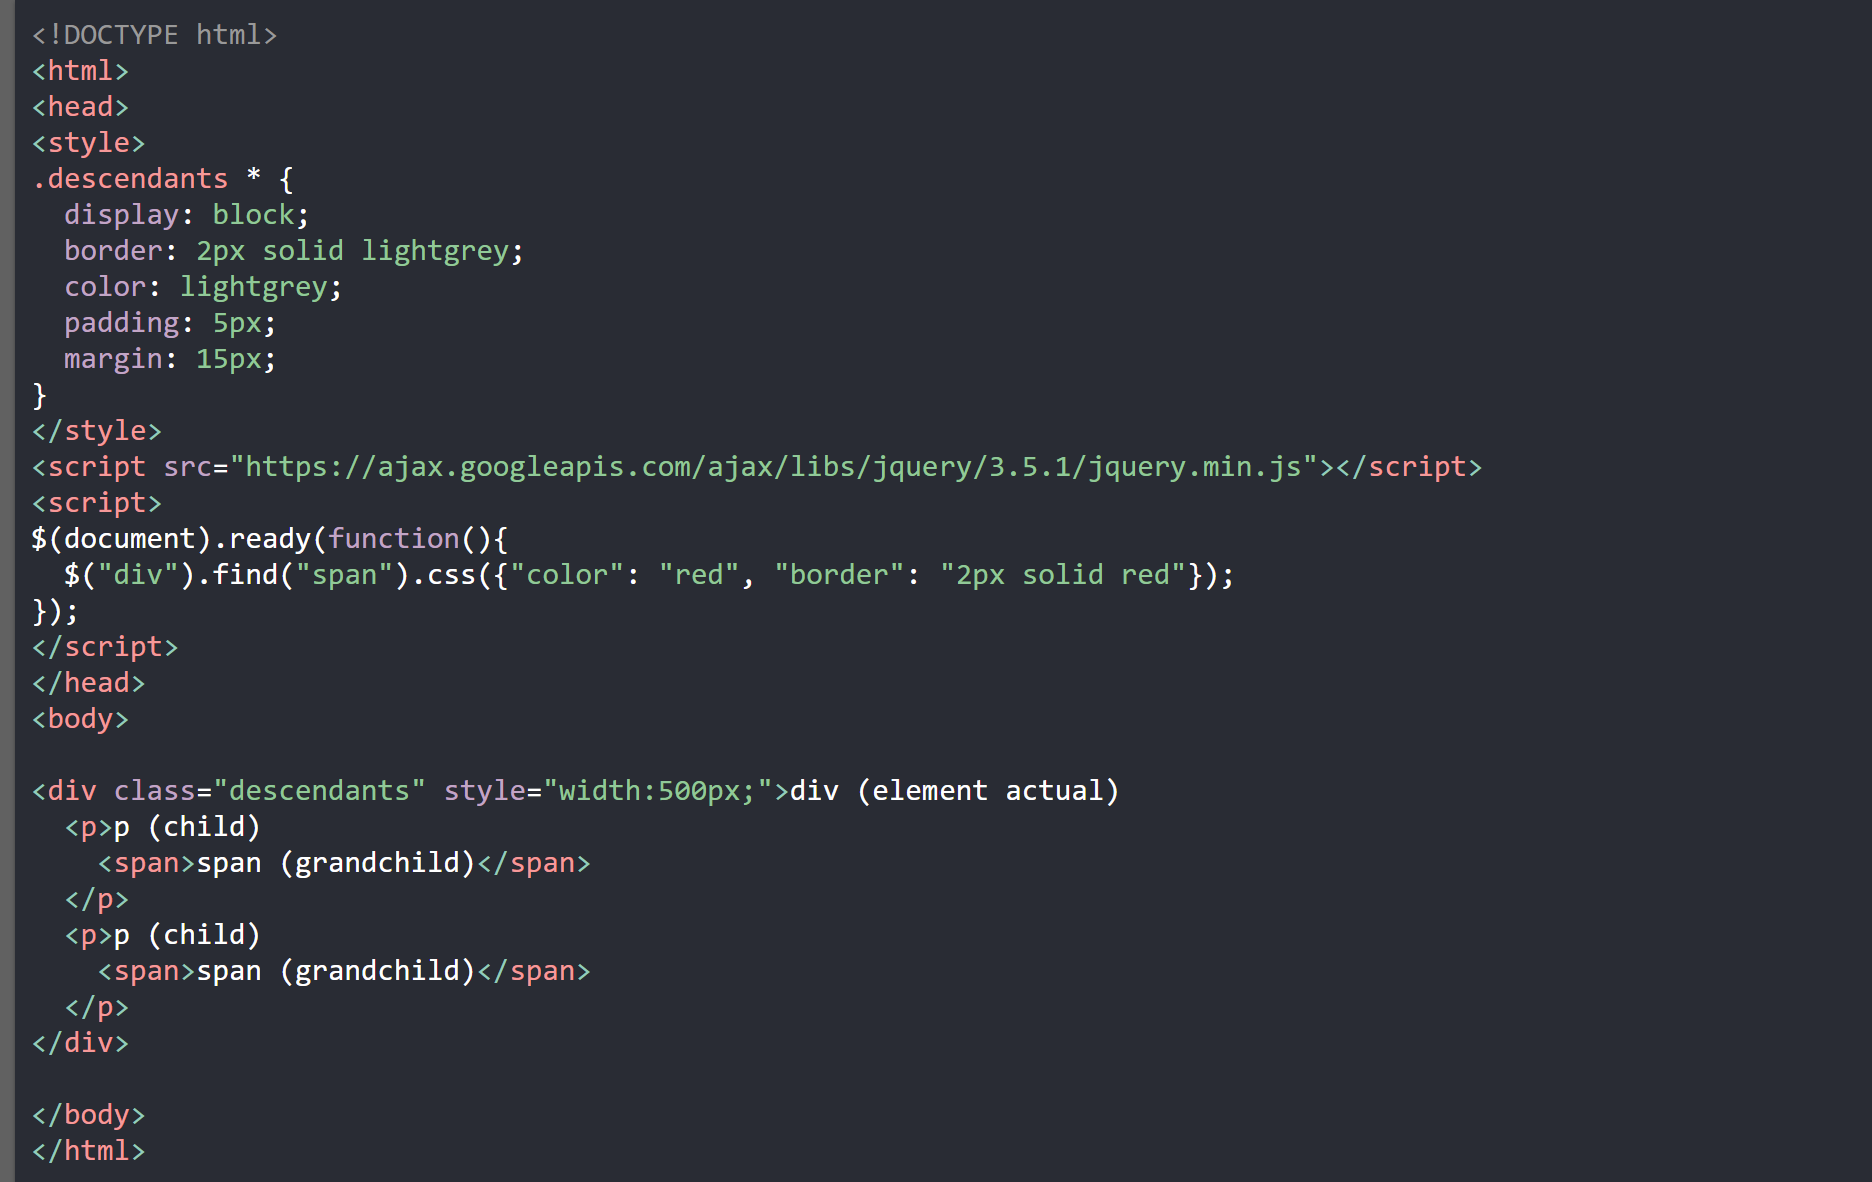 <!DOCTYPE html>
<html>
<head>
<style>
.descendants * {
  display: block;
  border: 2px solid lightgrey;
  color: lightgrey;
  padding: 5px;
  margin: 15px;
}
</style>
<script src="https://ajax.googleapis.com/ajax/libs/jquery/3.5.1/jquery.min.js"></script>
<script>
$(document).ready(function(){
  $("div").find("span").css({"color": "red", "border": "2px solid red"});
});
</script>
</head>
<body>

<div class="descendants" style="width:500px;">div (element actual)
  <p>p (child)
    <span>span (grandchild)</span>
  </p>
  <p>p (child)
    <span>span (grandchild)</span>
  </p>
</div>

</body>
</html>